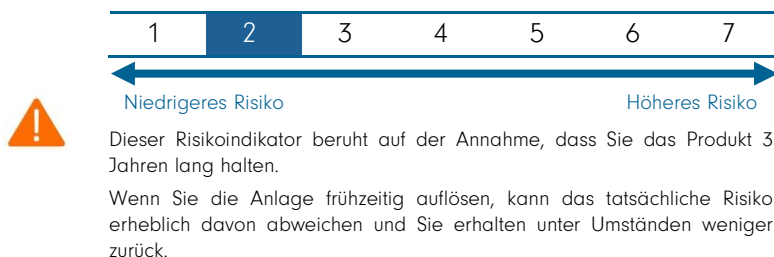 1 2 3 4 5 6 7
Niedrigeres Risiko Höheres Risiko
Dieser Risikoindikator beruht auf der Annahme, dass Sie das Produkt 3
Jahren lang halten.
Wenn Sie die Anlage frühzeitig auflösen, kann das tatsächliche Risiko
erheblich davon abweichen und Sie erhalten unter Umständen weniger
zurück.